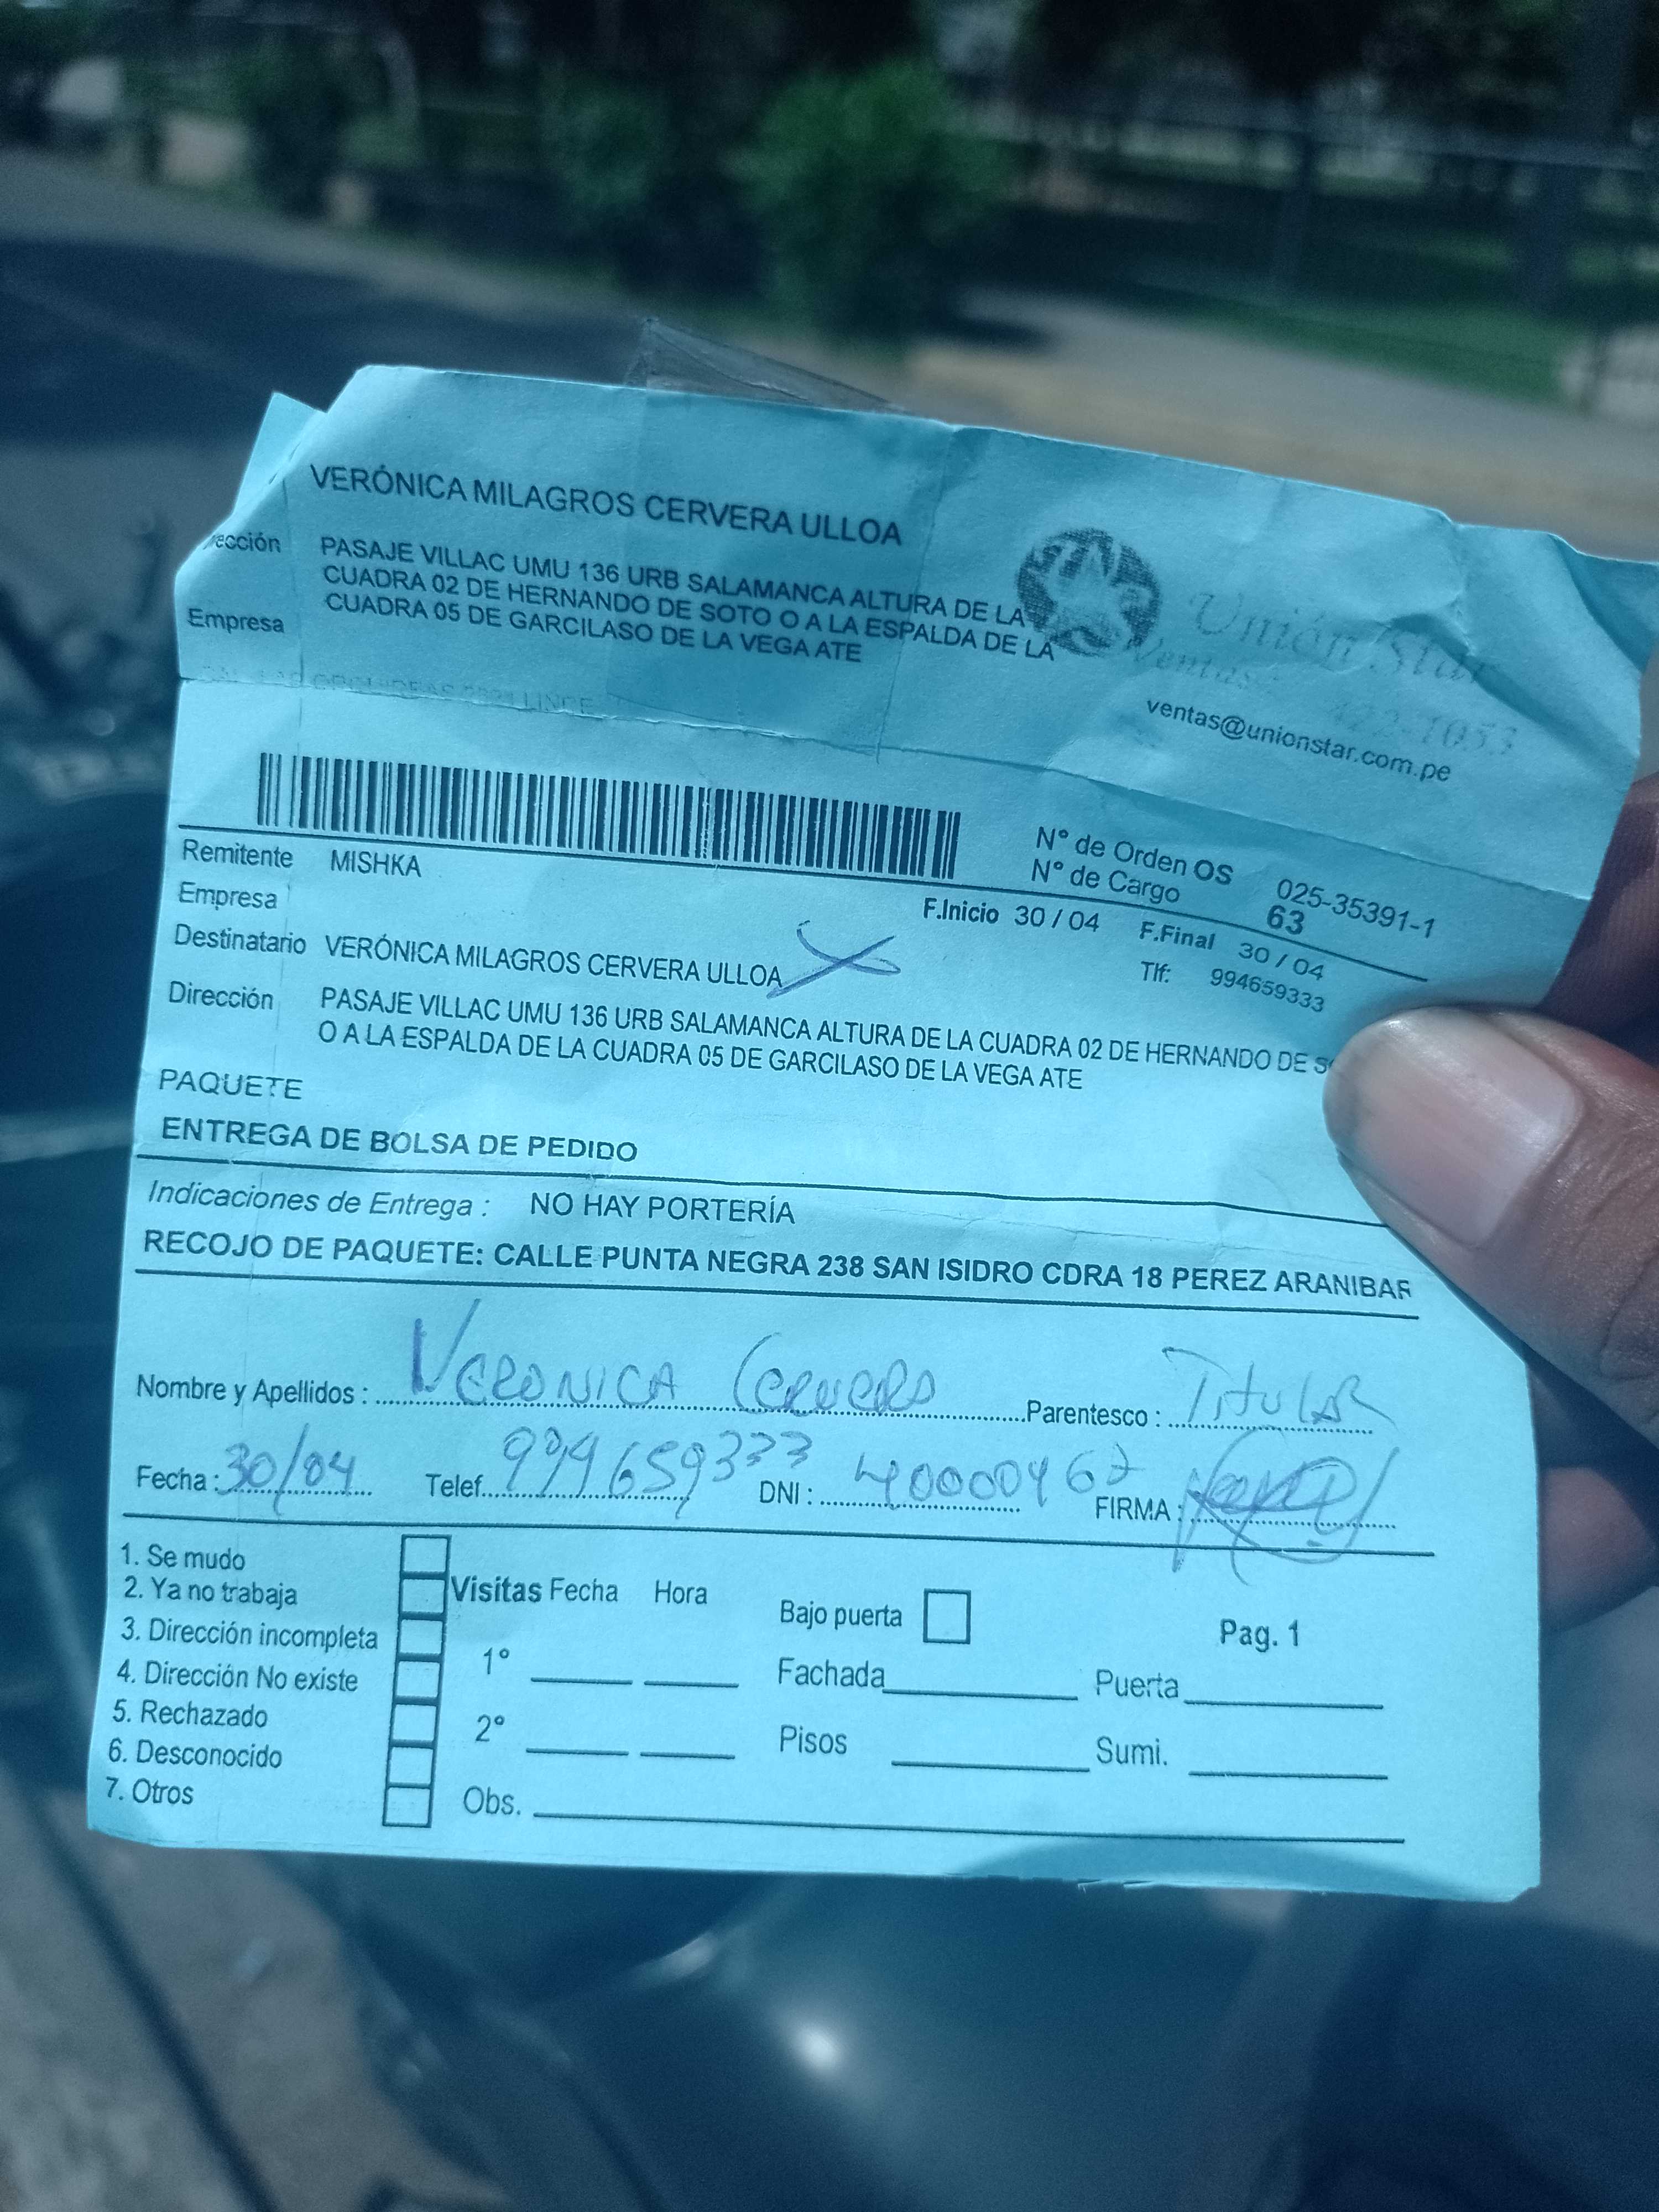 VERÓNICA MILAGROS CERVERA ULLOA
ección PASAJE VILLAC UMU 136 URB SALAMANCA ALTURA DE LA
CUADRA 02 DE HERNANDO DE SOTO O A LA ESPALDA DE LA
Empresa CUADRA 05 DE GARCILASO DE LA VEGA ATE
Unión Star
Ventas:
422-1053
ventas@unionstar.com.pe
N° de Orden OS 025-35391-1
N° de Cargo 63
Remitente MISHKA
Empresa F.Inicio 30 / 04 F.Final 30 / 04
Destinatario VERÓNICA MILAGROS CERVERA ULLOA Tlf: 994659333
Dirección PASAJE VILLAC UMU 136 URB SALAMANCA ALTURA DE LA CUADRA 02 DE HERNANDO DE
O A LA ESPALDA DE LA CUADRA 05 DE GARCILASO DE LA VEGA ATE
PAQUETE
ENTREGA DE BOLSA DE PEDIDO
Indicaciones de Entrega : NO HAY PORTERÍA
RECOJO DE PAQUETE: CALLE PUNTA NEGRA 238 SAN ISIDRO CDRA 18 PEREZ ARANIBAR
Nombre y Apellidos : VERONICA CERVERA Parentesco : TITULAR
Fecha : 30/04 Telef. 994659333 DNI : 40000467 FIRMA :
1. Se mudo
2. Ya no trabaja
3. Dirección incompleta
4. Dirección No existe
5. Rechazado
6. Desconocido
7. Otros
Visitas Fecha Hora
1°
2°
Obs.
Bajo puerta
Fachada
Pisos
Pag. 1
Puerta
Sumi.